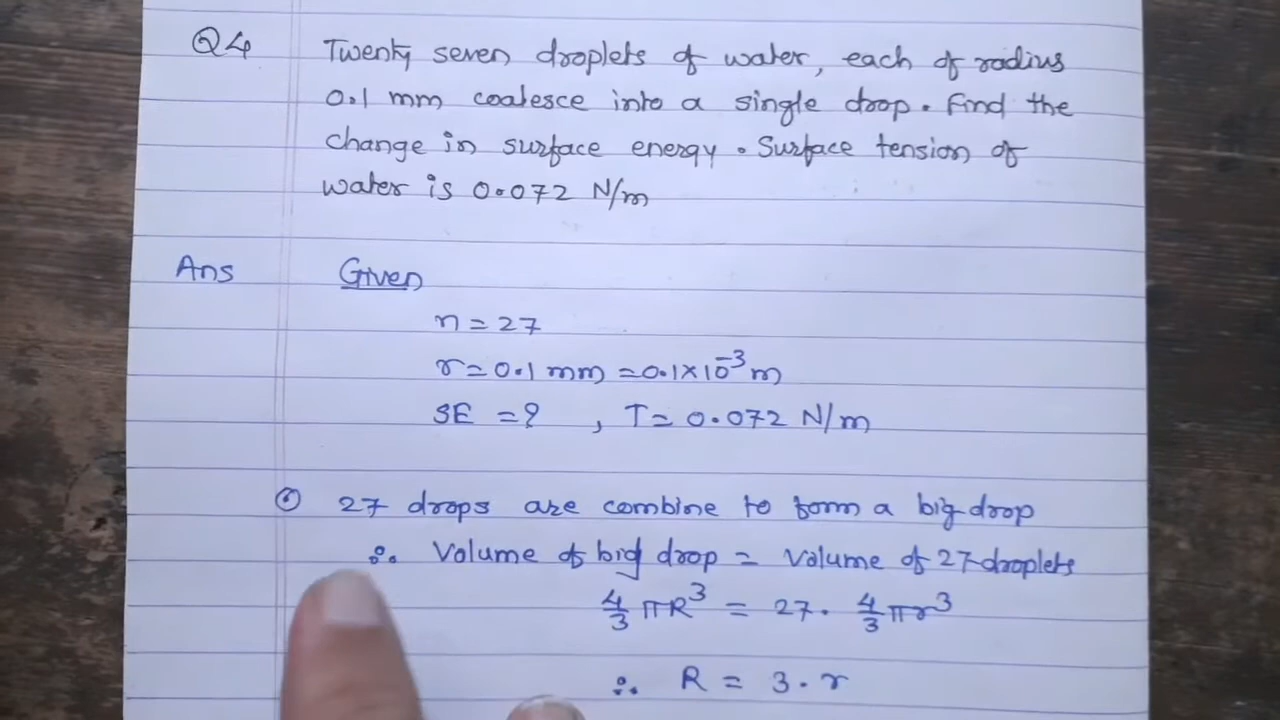 Q4 Twenty seven droplets of water, each of radius
0.1 mm coalesce into a single drop. Find the
change in surface energy. Surface tension of
water is 0.072 N/m
Ans Given
n = 27
r = 0.1 mm = 0.1×10⁻³ m
SE = ? , T = 0.072 N/m
① 27 drops are combine to form a big drop
∴ Volume of big drop = Volume of 27 droplets
4/3 πR³ = 27. 4/3 πr³
∴ R = 3.r